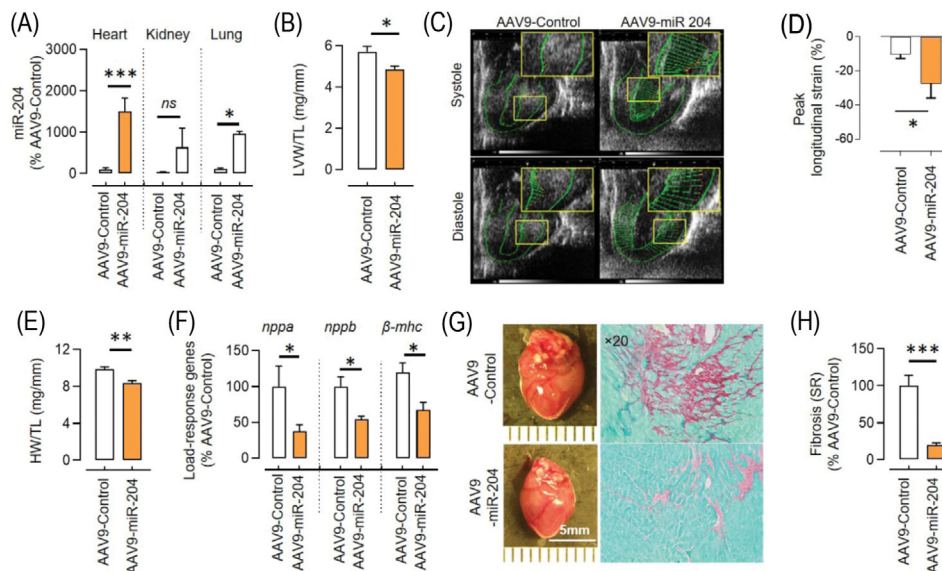 (A)
Heart
Kidney
Lung
miR-204
(% AAV9-Control)
3000
2000
1000
0
***
ns
*
AAV9-Control
AAV9-miR-204
AAV9-Control
AAV9-miR-204
AAV9-Control
AAV9-miR-204
(B)
LVW/TL (mg/mm)
6
4
2
0
*
AAV9-Control
AAV9-miR-204
(C)
AAV9-Control
AAV9-miR 204
Systole
Diastole
(D)
Peak
longitudinal strain (%)
0
-20
-40
-60
*
AAV9-Control
AAV9-miR-204
(E)
HW/TL (mg/mm)
12
8
4
0
**
AAV9-Control
AAV9-miR-204
(F)
nppa
nppb
β-mhc
Load-response genes
(% AAV9-Control)
150
100
50
0
*
*
*
AAV9-Control
AAV9-miR-204
AAV9-Control
AAV9-miR-204
AAV9-Control
AAV9-miR-204
(G)
AAV9
-Control
AAV9
-miR-204
×20
5mm
(H)
Fibrosis (SR)
(% AAV9-Control)
150
100
50
0
***
AAV9-Control
AAV9-miR-204